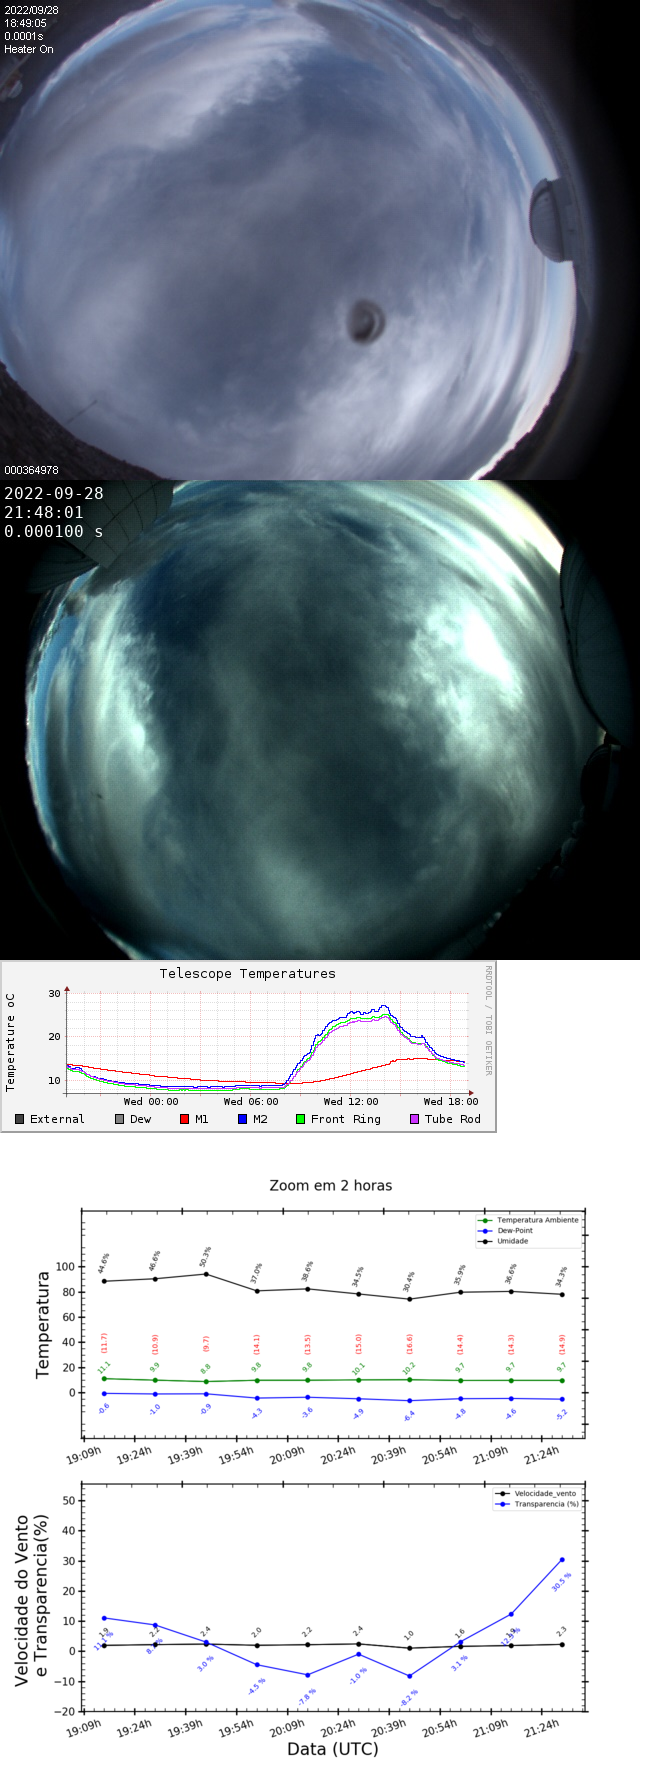 2022/09/28
18:49:05
0.0001s
Heater On
000364978
2022-09-28
21:48:01
0.000100 s
Telescope Temperatures
RRDTOOL / TOBI OETIKER
Temperature oC
30
20
10
Wed 00:00 Wed 06:00 Wed 12:00 Wed 18:00
External Dew M1 M2 Front Ring Tube Rod
Zoom em 2 horas
Temperatura Ambiente
Dew-Point
Umidade
Temperatura
100
80
60
40
20
0
44.6% 46.6% 50.3% 37.0% 38.6% 34.5% 30.4% 35.9% 36.6% 34.3%
(11.7) (10.9) (9.7) (14.1) (13.5) (15.0) (16.6) (14.4) (14.3) (14.9)
11.1 9.9 8.8 9.8 9.8 10.1 10.2 9.7 9.7 9.7
-0.6 -1.0 -0.9 -4.3 -3.6 -4.9 -6.4 -4.8 -4.6 -5.2
19:09h 19:24h 19:39h 19:54h 20:09h 20:24h 20:39h 20:54h 21:09h 21:24h
Velocidade_vento
Transparencia (%)
Velocidade do Vento
e Transparencia(%)
50
40
30
20
10
0
−10
−20
1.9 2.2 2.4 2.0 2.2 2.4 1.0 1.6 1.9 2.3
3.0 % -4.5 % -7.8 % -1.0 % -8.2 % 3.1 % 30.5 %
19:09h 19:24h 19:39h 19:54h 20:09h 20:24h 20:39h 20:54h 21:09h 21:24h
Data (UTC)